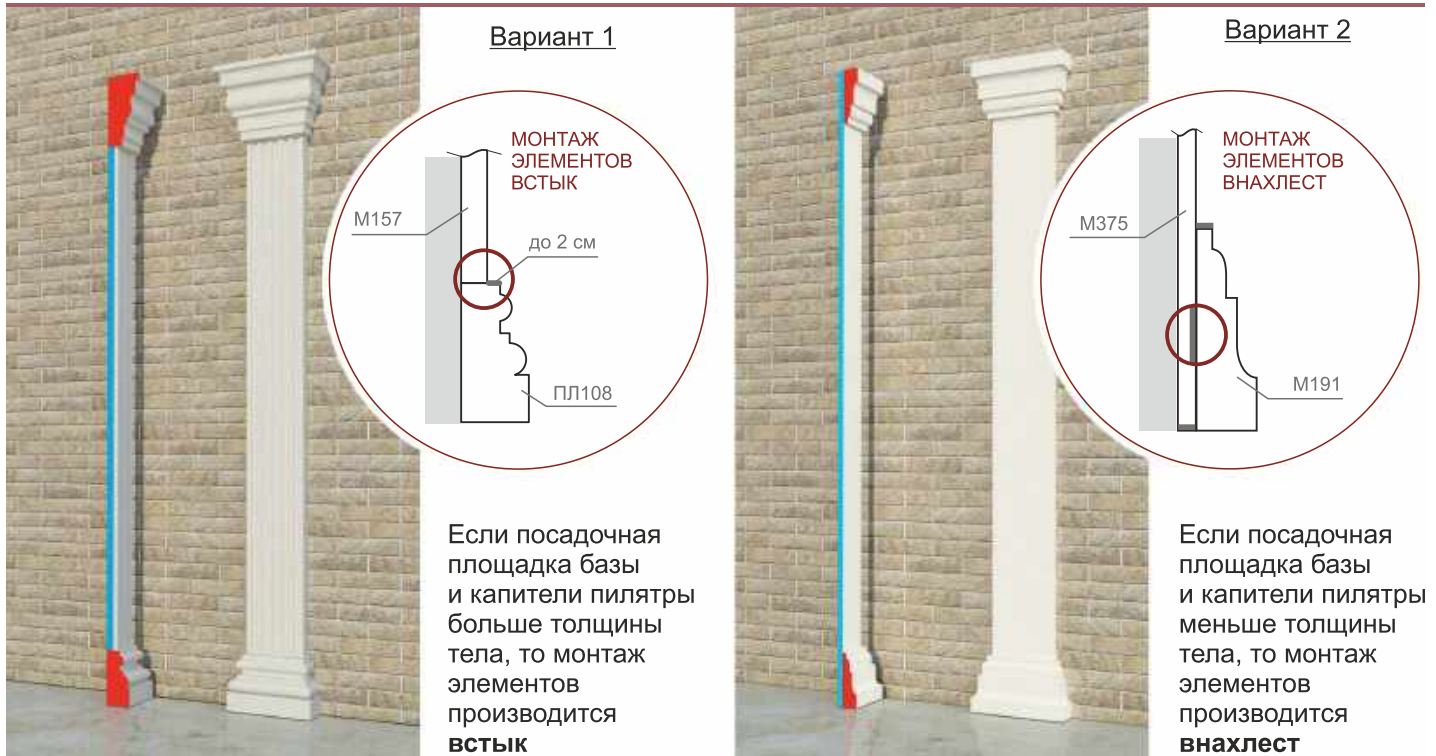 Вариант 1
МОНТАЖ
ЭЛЕМЕНТОВ
ВСТЫК
М157
до 2 см
ПЛ108
Если посадочная
площадка базы
и капители пилятры
больше толщины
тела, то монтаж
элементов
производится
встык
Вариант 2
МОНТАЖ
ЭЛЕМЕНТОВ
ВНАХЛЕСТ
М375
М191
Если посадочная
площадка базы
и капители пилятры
меньше толщины
тела, то монтаж
элементов
производится
внахлест